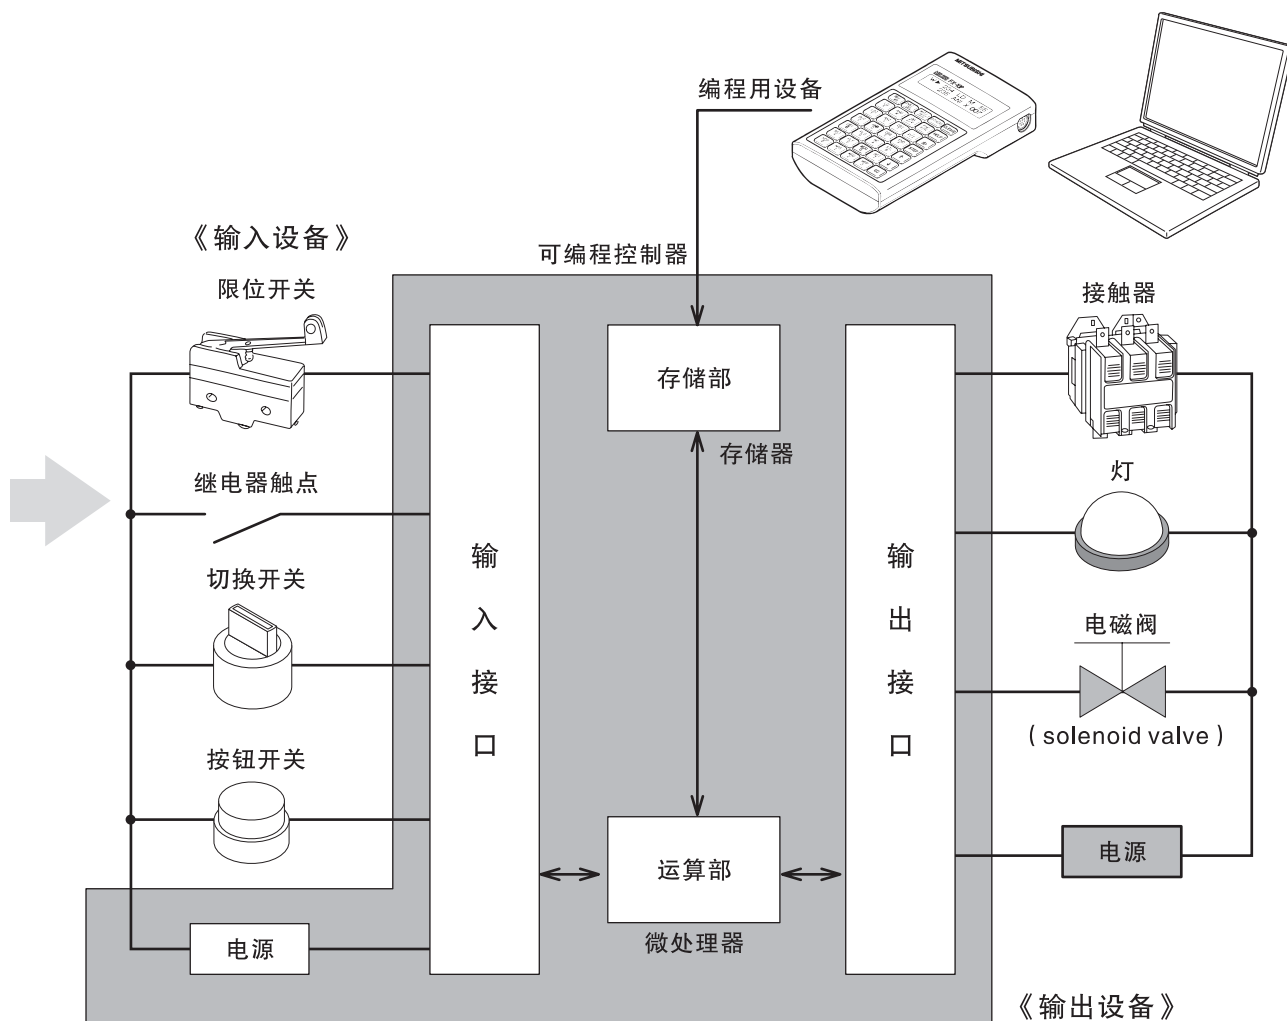 编程用设备
MITSUBISHI
《输入设备》
可编程控制器
限位开关
接触器
存储部
存储器
继电器触点
灯
切换开关
输入接口
输出接口
电磁阀
(solenoid valve)
按钮开关
电源
运算部
微处理器
电源
《输出设备》